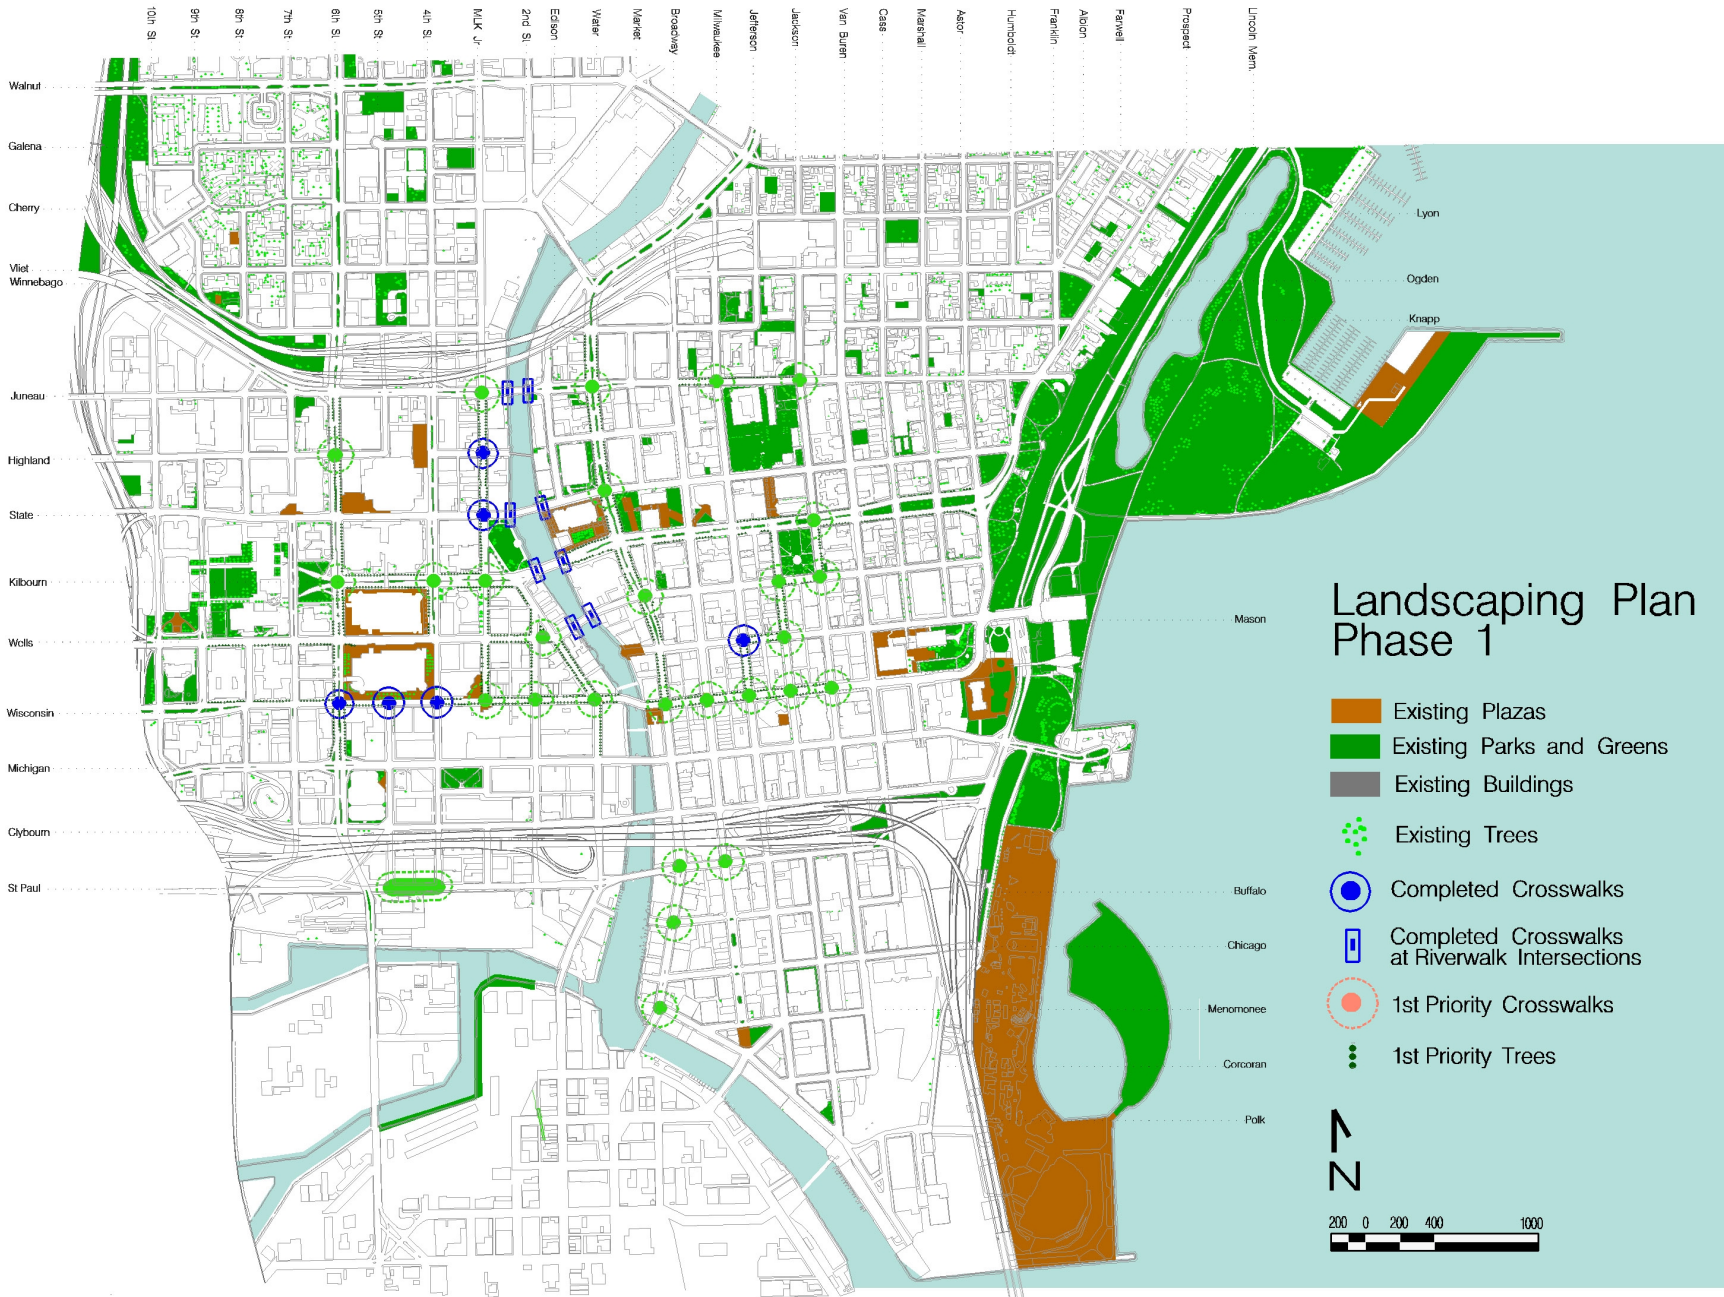 10th St.
9th St.
8th St.
7th St.
6th St.
5th St.
4th St.
MLK Jr.
2nd St.
Edison
Water
Market
Broadway
Milwaukee
Jefferson
Jackson
Van Buren
Cass
Marshall
Astor
Humboldt
Franklin
Albion
Farwell
Prospect
Lincoln Mem.
Walnut
Galena
Cherry
Vliet
Winnebago
Juneau
Highland
State
Kilbourn
Wells
Wisconsin
Michigan
Clybourn
St Paul
Lyon
Ogden
Knapp
Mason
Buffalo
Chicago
Menomonee
Corcoran
Polk
Landscaping Plan
Phase 1
Existing Plazas
Existing Parks and Greens
Existing Buildings
Existing Trees
Completed Crosswalks
Completed Crosswalks
at Riverwalk Intersections
1st Priority Crosswalks
1st Priority Trees
N
200 0 200 400 1000